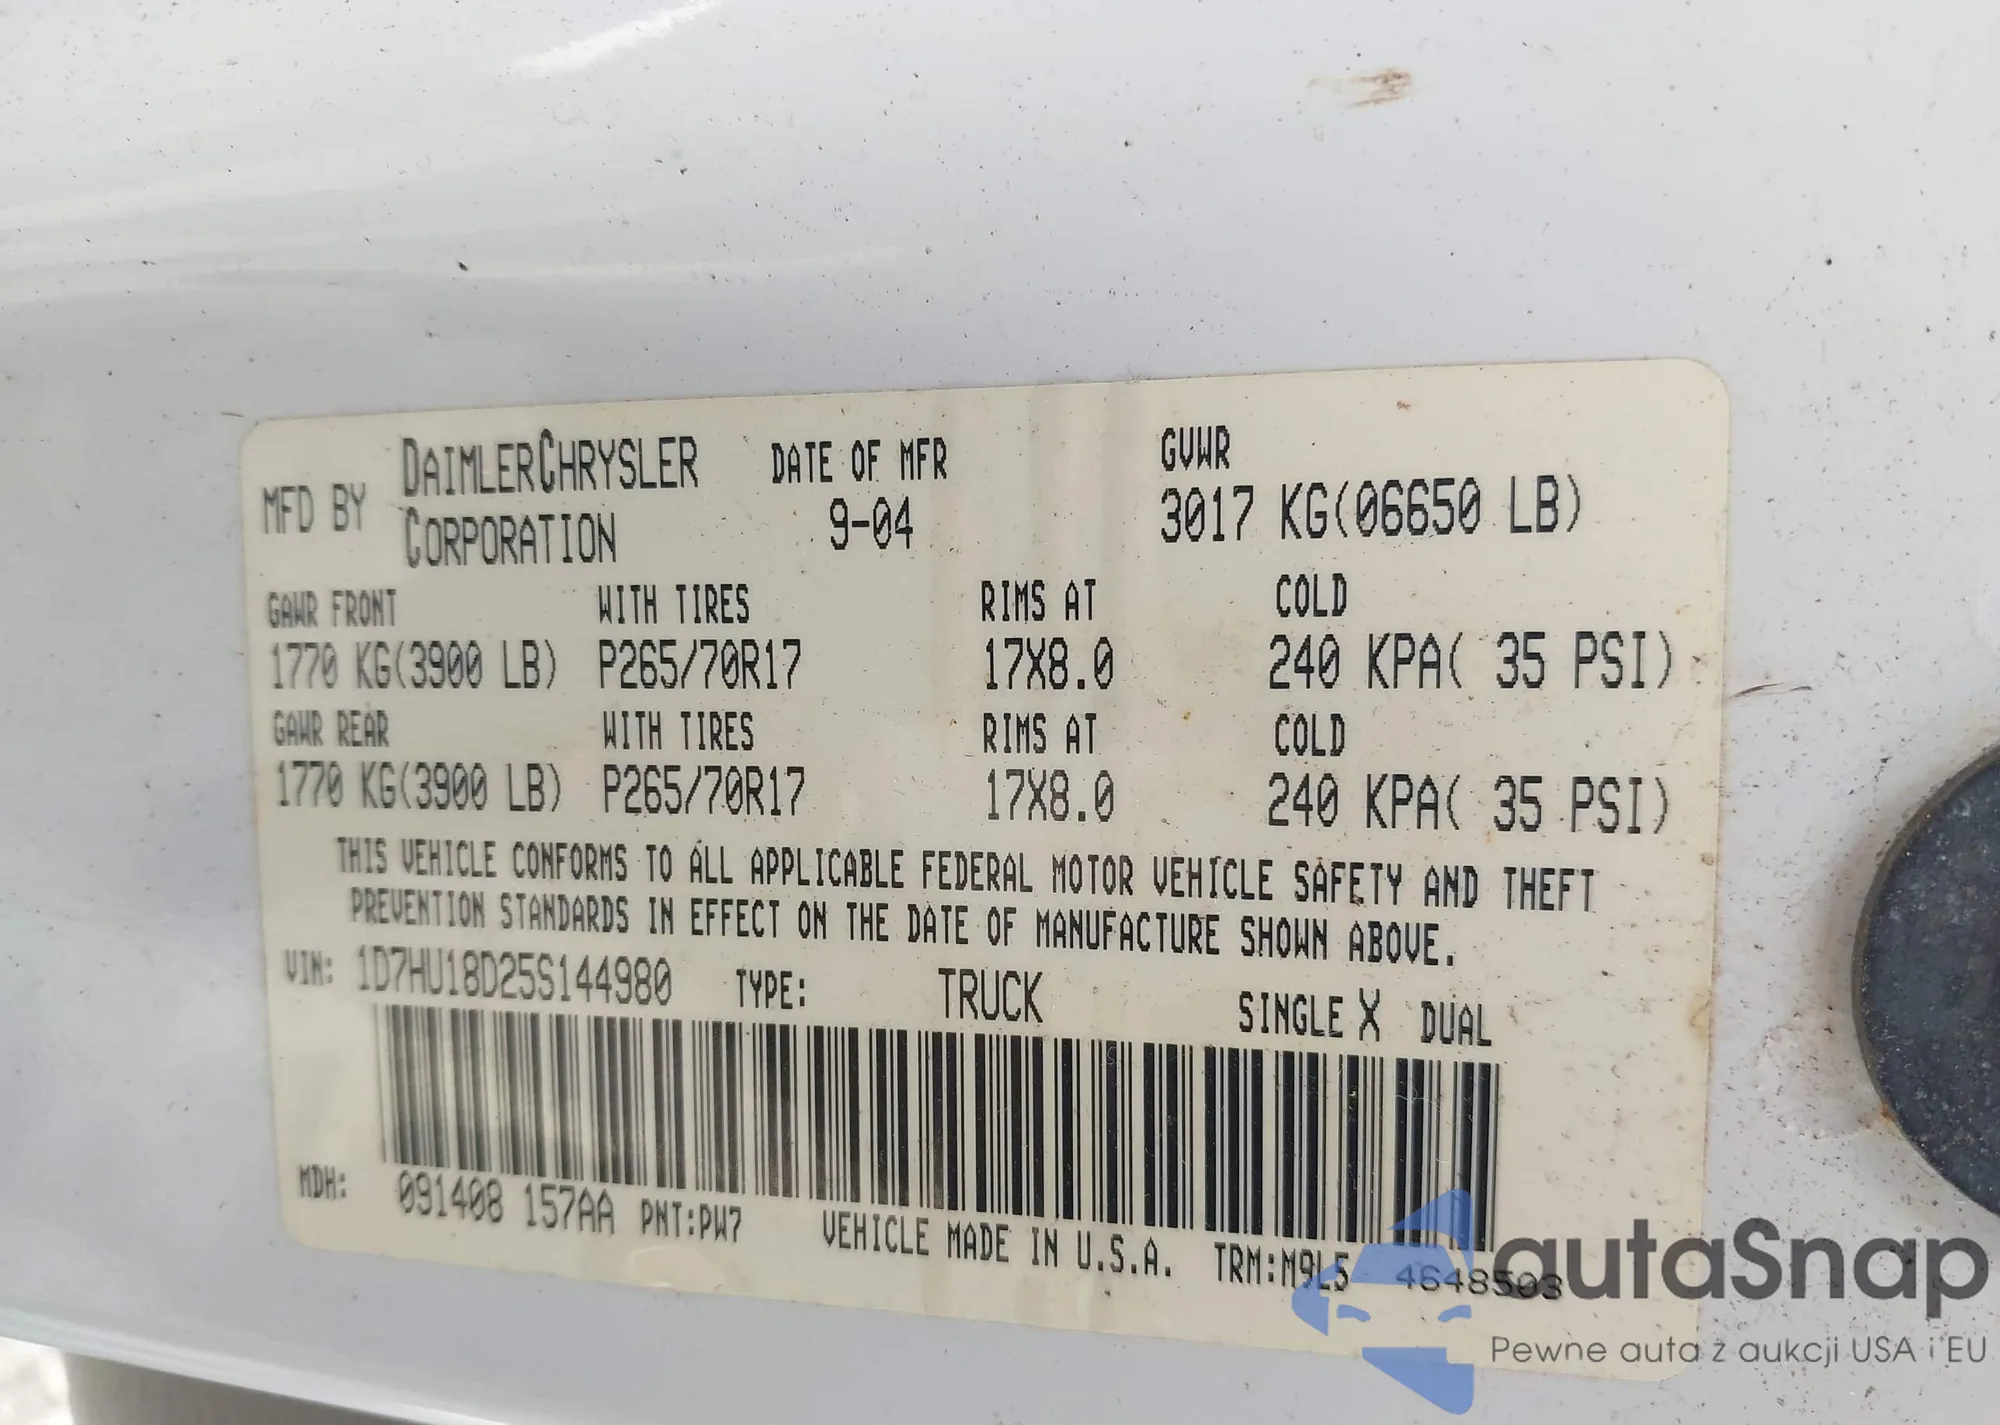 MFD BY DAIMLERCHRYSLER CORPORATION DATE OF MFR 9-04 GVWR 3017 KG(06650 LB)
GAWR FRONT WITH TIRES RIMS AT COLD
1770 KG(3900 LB) P265/70R17 17X8.0 240 KPA( 35 PSI)
GAWR REAR WITH TIRES RIMS AT COLD
1770 KG(3900 LB) P265/70R17 17X8.0 240 KPA( 35 PSI)
THIS VEHICLE CONFORMS TO ALL APPLICABLE FEDERAL MOTOR VEHICLE SAFETY AND THEFT
PREVENTION STANDARDS IN EFFECT ON THE DATE OF MANUFACTURE SHOWN ABOVE.
VIN: 1D7HU18D25S144980 TYPE: TRUCK SINGLE X DUAL
MDH: 091408 157AA PNT:PW7 VEHICLE MADE IN U.S.A. TRM:M9L5 4648503
autaSnap
Pewne auta z aukcji USA i EU